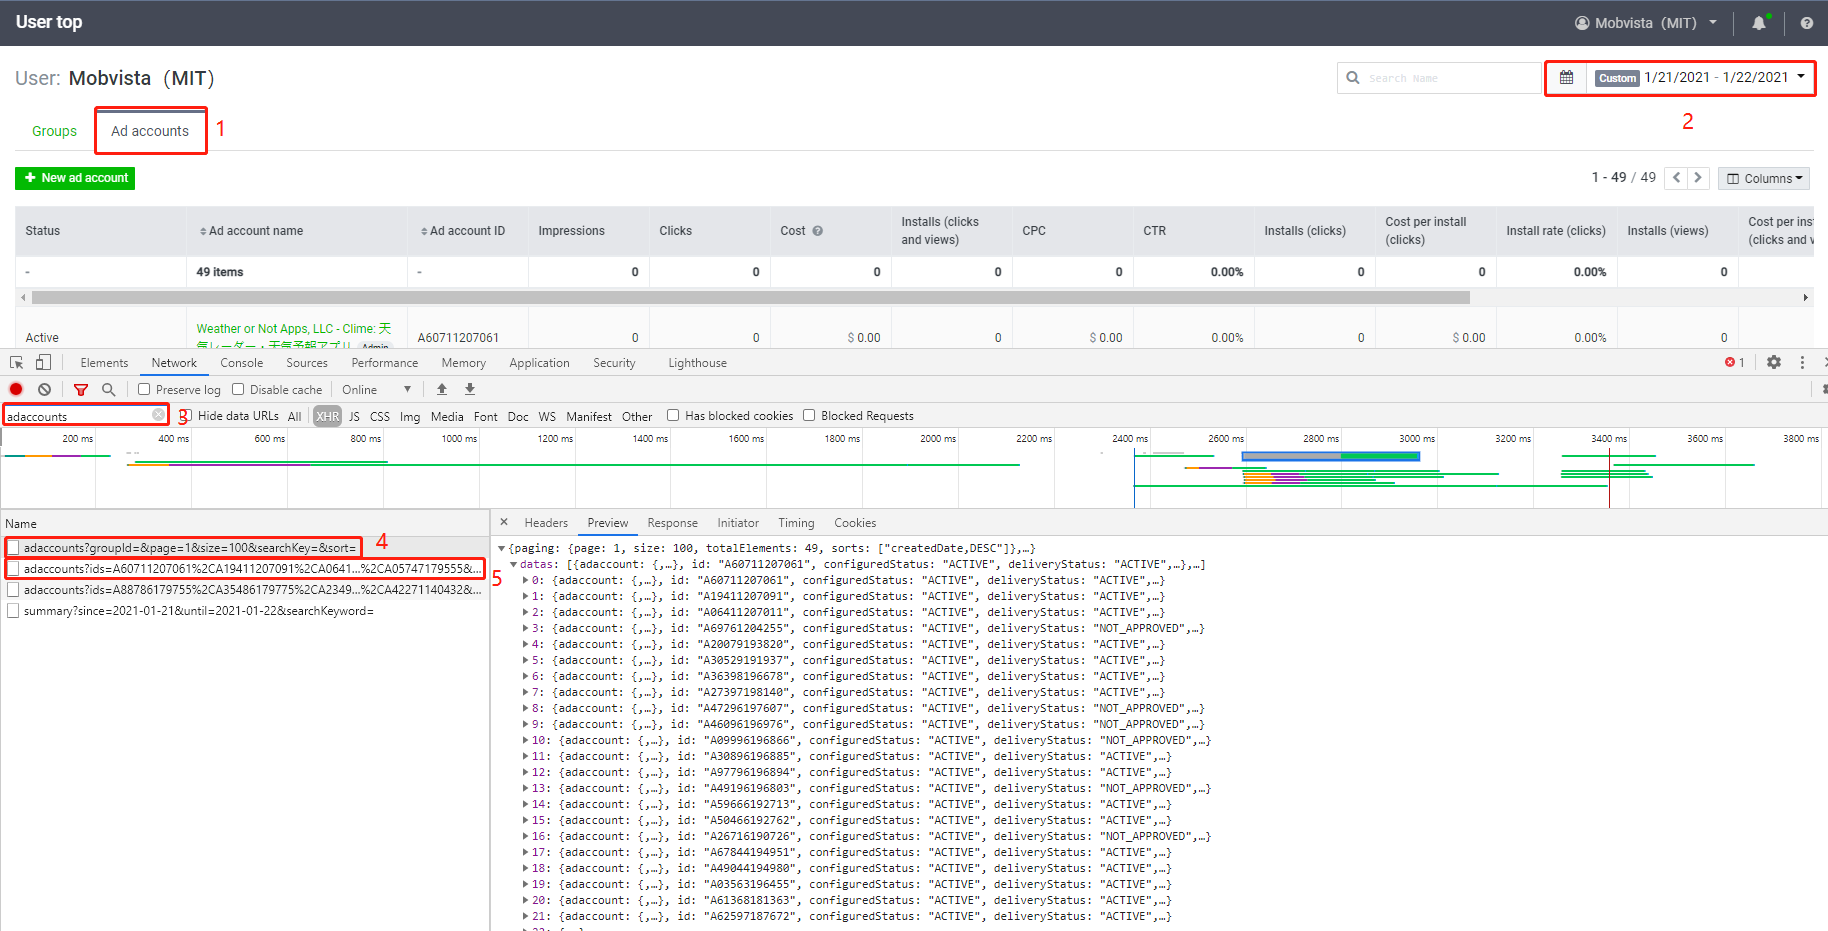 User top
Mobvista (MIT)
User: Mobvista (MIT)
Search Name
Custom 1/21/2021 - 1/22/2021
2
Groups
Ad accounts
1
+ New ad account
1 - 49 / 49
Columns
Status
Ad account name
Ad account ID
Impressions
Clicks
Cost
Installs (clicks and views)
CPC
CTR
Installs (clicks)
Cost per install (clicks)
Install rate (clicks)
Installs (views)
Cost per inst
(clicks and v
- 49 items - 0 0 0 0 0 0.00% 0 0 0.00% 0
Active
Weather or Not Apps, LLC - Clime: 天
気レーダー・天気予報アプリ Admin
A60711207061
0 0 $ 0.00 0 $ 0.00 0.00% 0 $ 0.00 0.00% 0
Elements Network Console Sources Performance Memory Application Security Lighthouse 1
Preserve log Disable cache Online
adaccounts
3
Hide data URLs All XHR JS CSS Img Media Font Doc WS Manifest Other Has blocked cookies Blocked Requests
200 ms 400 ms 600 ms 800 ms 1000 ms 1200 ms 1400 ms 1600 ms 1800 ms 2000 ms 2200 ms 2400 ms 2600 ms 2800 ms 3000 ms 3200 ms 3400 ms 3600 ms 3800 ms
Name
adaccounts?groupId=&page=1&size=100&searchKey=&sort=
4
adaccounts?ids=A60711207061%2CA19411207091%2CA0641...%2CA05747179555&...
5
adaccounts?ids=A88786179755%2CA35486179775%2CA2349...%2CA42271140432&...
summary?since=2021-01-21&until=2021-01-22&searchKeyword=
× Headers Preview Response Initiator Timing Cookies
{paging: {page: 1, size: 100, totalElements: 49, sorts: ["createdDate,DESC"]},…}
datas: [{adaccount: {,…}, id: "A60711207061", configuredStatus: "ACTIVE", deliveryStatus: "ACTIVE",…},…]
0: {adaccount: {,…}, id: "A60711207061", configuredStatus: "ACTIVE", deliveryStatus: "ACTIVE",…}
1: {adaccount: {,…}, id: "A19411207091", configuredStatus: "ACTIVE", deliveryStatus: "ACTIVE",…}
2: {adaccount: {,…}, id: "A06411207011", configuredStatus: "ACTIVE", deliveryStatus: "ACTIVE",…}
3: {adaccount: {,…}, id: "A69761204255", configuredStatus: "ACTIVE", deliveryStatus: "NOT_APPROVED",…}
4: {adaccount: {,…}, id: "A20079193820", configuredStatus: "ACTIVE", deliveryStatus: "ACTIVE",…}
5: {adaccount: {,…}, id: "A30529191937", configuredStatus: "ACTIVE", deliveryStatus: "ACTIVE",…}
6: {adaccount: {,…}, id: "A36398196678", configuredStatus: "ACTIVE", deliveryStatus: "ACTIVE",…}
7: {adaccount: {,…}, id: "A27397198140", configuredStatus: "ACTIVE", deliveryStatus: "ACTIVE",…}
8: {adaccount: {,…}, id: "A47296197607", configuredStatus: "ACTIVE", deliveryStatus: "NOT_APPROVED",…}
9: {adaccount: {,…}, id: "A46096196976", configuredStatus: "ACTIVE", deliveryStatus: "NOT_APPROVED",…}
10: {adaccount: {,…}, id: "A09996196866", configuredStatus: "ACTIVE", deliveryStatus: "NOT_APPROVED",…}
11: {adaccount: {,…}, id: "A30896196885", configuredStatus: "ACTIVE", deliveryStatus: "ACTIVE",…}
12: {adaccount: {,…}, id: "A97796196894", configuredStatus: "ACTIVE", deliveryStatus: "ACTIVE",…}
13: {adaccount: {,…}, id: "A49196196803", configuredStatus: "ACTIVE", deliveryStatus: "NOT_APPROVED",…}
14: {adaccount: {,…}, id: "A59666192713", configuredStatus: "ACTIVE", deliveryStatus: "ACTIVE",…}
15: {adaccount: {,…}, id: "A50466192762", configuredStatus: "ACTIVE", deliveryStatus: "ACTIVE",…}
16: {adaccount: {,…}, id: "A26716190726", configuredStatus: "ACTIVE", deliveryStatus: "NOT_APPROVED",…}
17: {adaccount: {,…}, id: "A67844194951", configuredStatus: "ACTIVE", deliveryStatus: "ACTIVE",…}
18: {adaccount: {,…}, id: "A49044194980", configuredStatus: "ACTIVE", deliveryStatus: "ACTIVE",…}
19: {adaccount: {,…}, id: "A03563196455", configuredStatus: "ACTIVE", deliveryStatus: "ACTIVE",…}
20: {adaccount: {,…}, id: "A61368181363", configuredStatus: "ACTIVE", deliveryStatus: "ACTIVE",…}
21: {adaccount: {,…}, id: "A62597187672", configuredStatus: "ACTIVE", deliveryStatus: "ACTIVE",…}